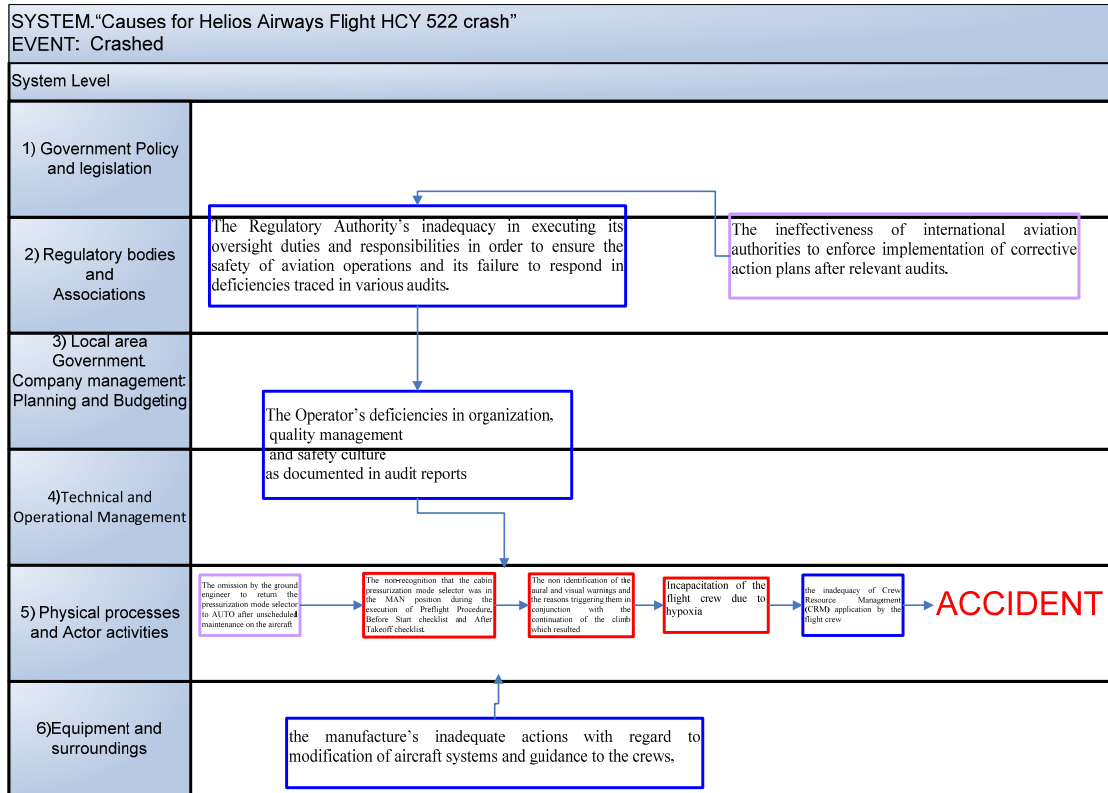 SYSTEM.“Causes for Helios Airways Flight HCY 522 crash”
EVENT: Crashed
System Level
1) Government Policy
and legislation
2) Regulatory bodies
and
Associations
The Regulatory Authority’s inadequacy in executing its
oversight duties and responsibilities in order to ensure the
safety of aviation operations and its failure to respond in
deficiencies traced in various audits.
The ineffectiveness of international aviation
authorities to enforce implementation of corrective
action plans after relevant audits.
3) Local area
Government.
Company management:
Planning and Budgeting
The Operator’s deficiencies in organization,
quality management
and safety culture
as documented in audit reports
4)Technical and
Operational Management
5) Physical processes
and Actor activities
The omission by the ground
engineer to return the
pressurization mode selector
to AUTO after unscheduled
maintenance on the aircraft
The non-recognition that the cabin
pressurization mode selector was in
the MAN position during the
execution of Preflight Procedure,
Before Start checklist and After
Takeoff checklist.
The non identification of the
aural and visual warnings and
the reasons triggering them in
conjunction with the
continuation of the climb
which resulted
Incapacitation of the
flight crew due to
hypoxia
the inadequacy of Crew
Resource Management
(CRM) application by the
flight crew
ACCIDENT
6)Equipment and
surroundings
the manufacture’s inadequate actions with regard to
modification of aircraft systems and guidance to the crews,